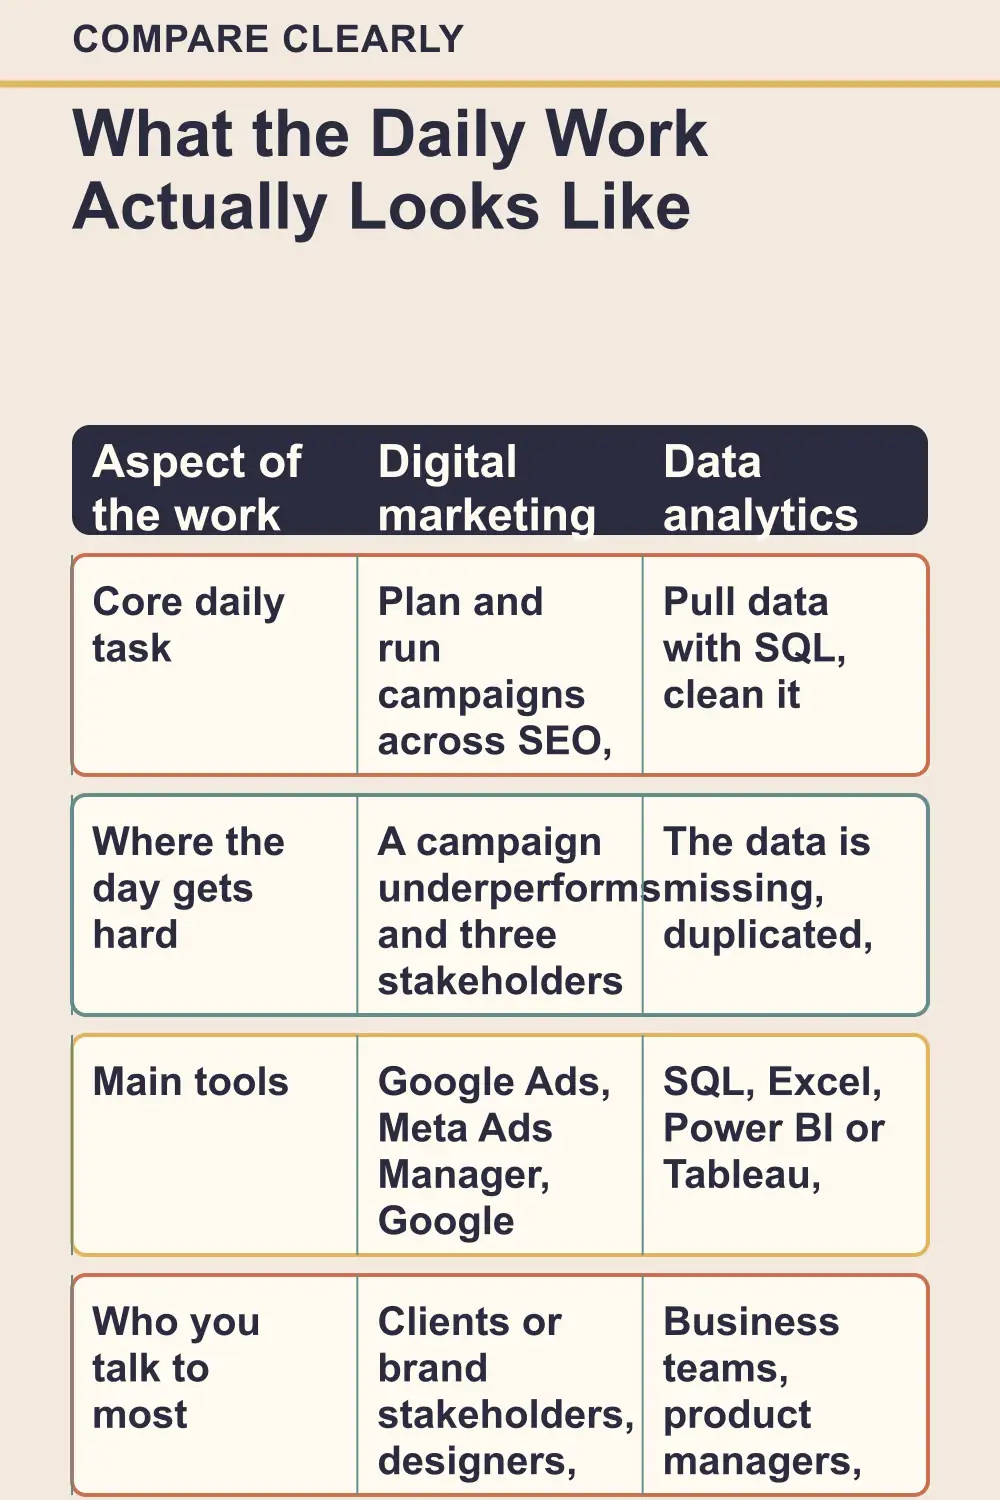 COMPARE CLEARLY
What the Daily Work
Actually Looks Like
Aspect of
the work
Digital
marketing
Data
analytics
Core daily
task
Plan and
run
campaigns
across SEO,
Pull data
with SQL,
clean it
Where the
day gets
hard
A campaign
underperforms
and three
stakeholders
The data is
missing,
duplicated,
Main tools
Google Ads,
Meta Ads
Manager,
Google
SQL, Excel,
Power BI or
Tableau,
Who you
talk to
most
Clients or
brand
stakeholders,
designers,
Business
teams,
product
managers,